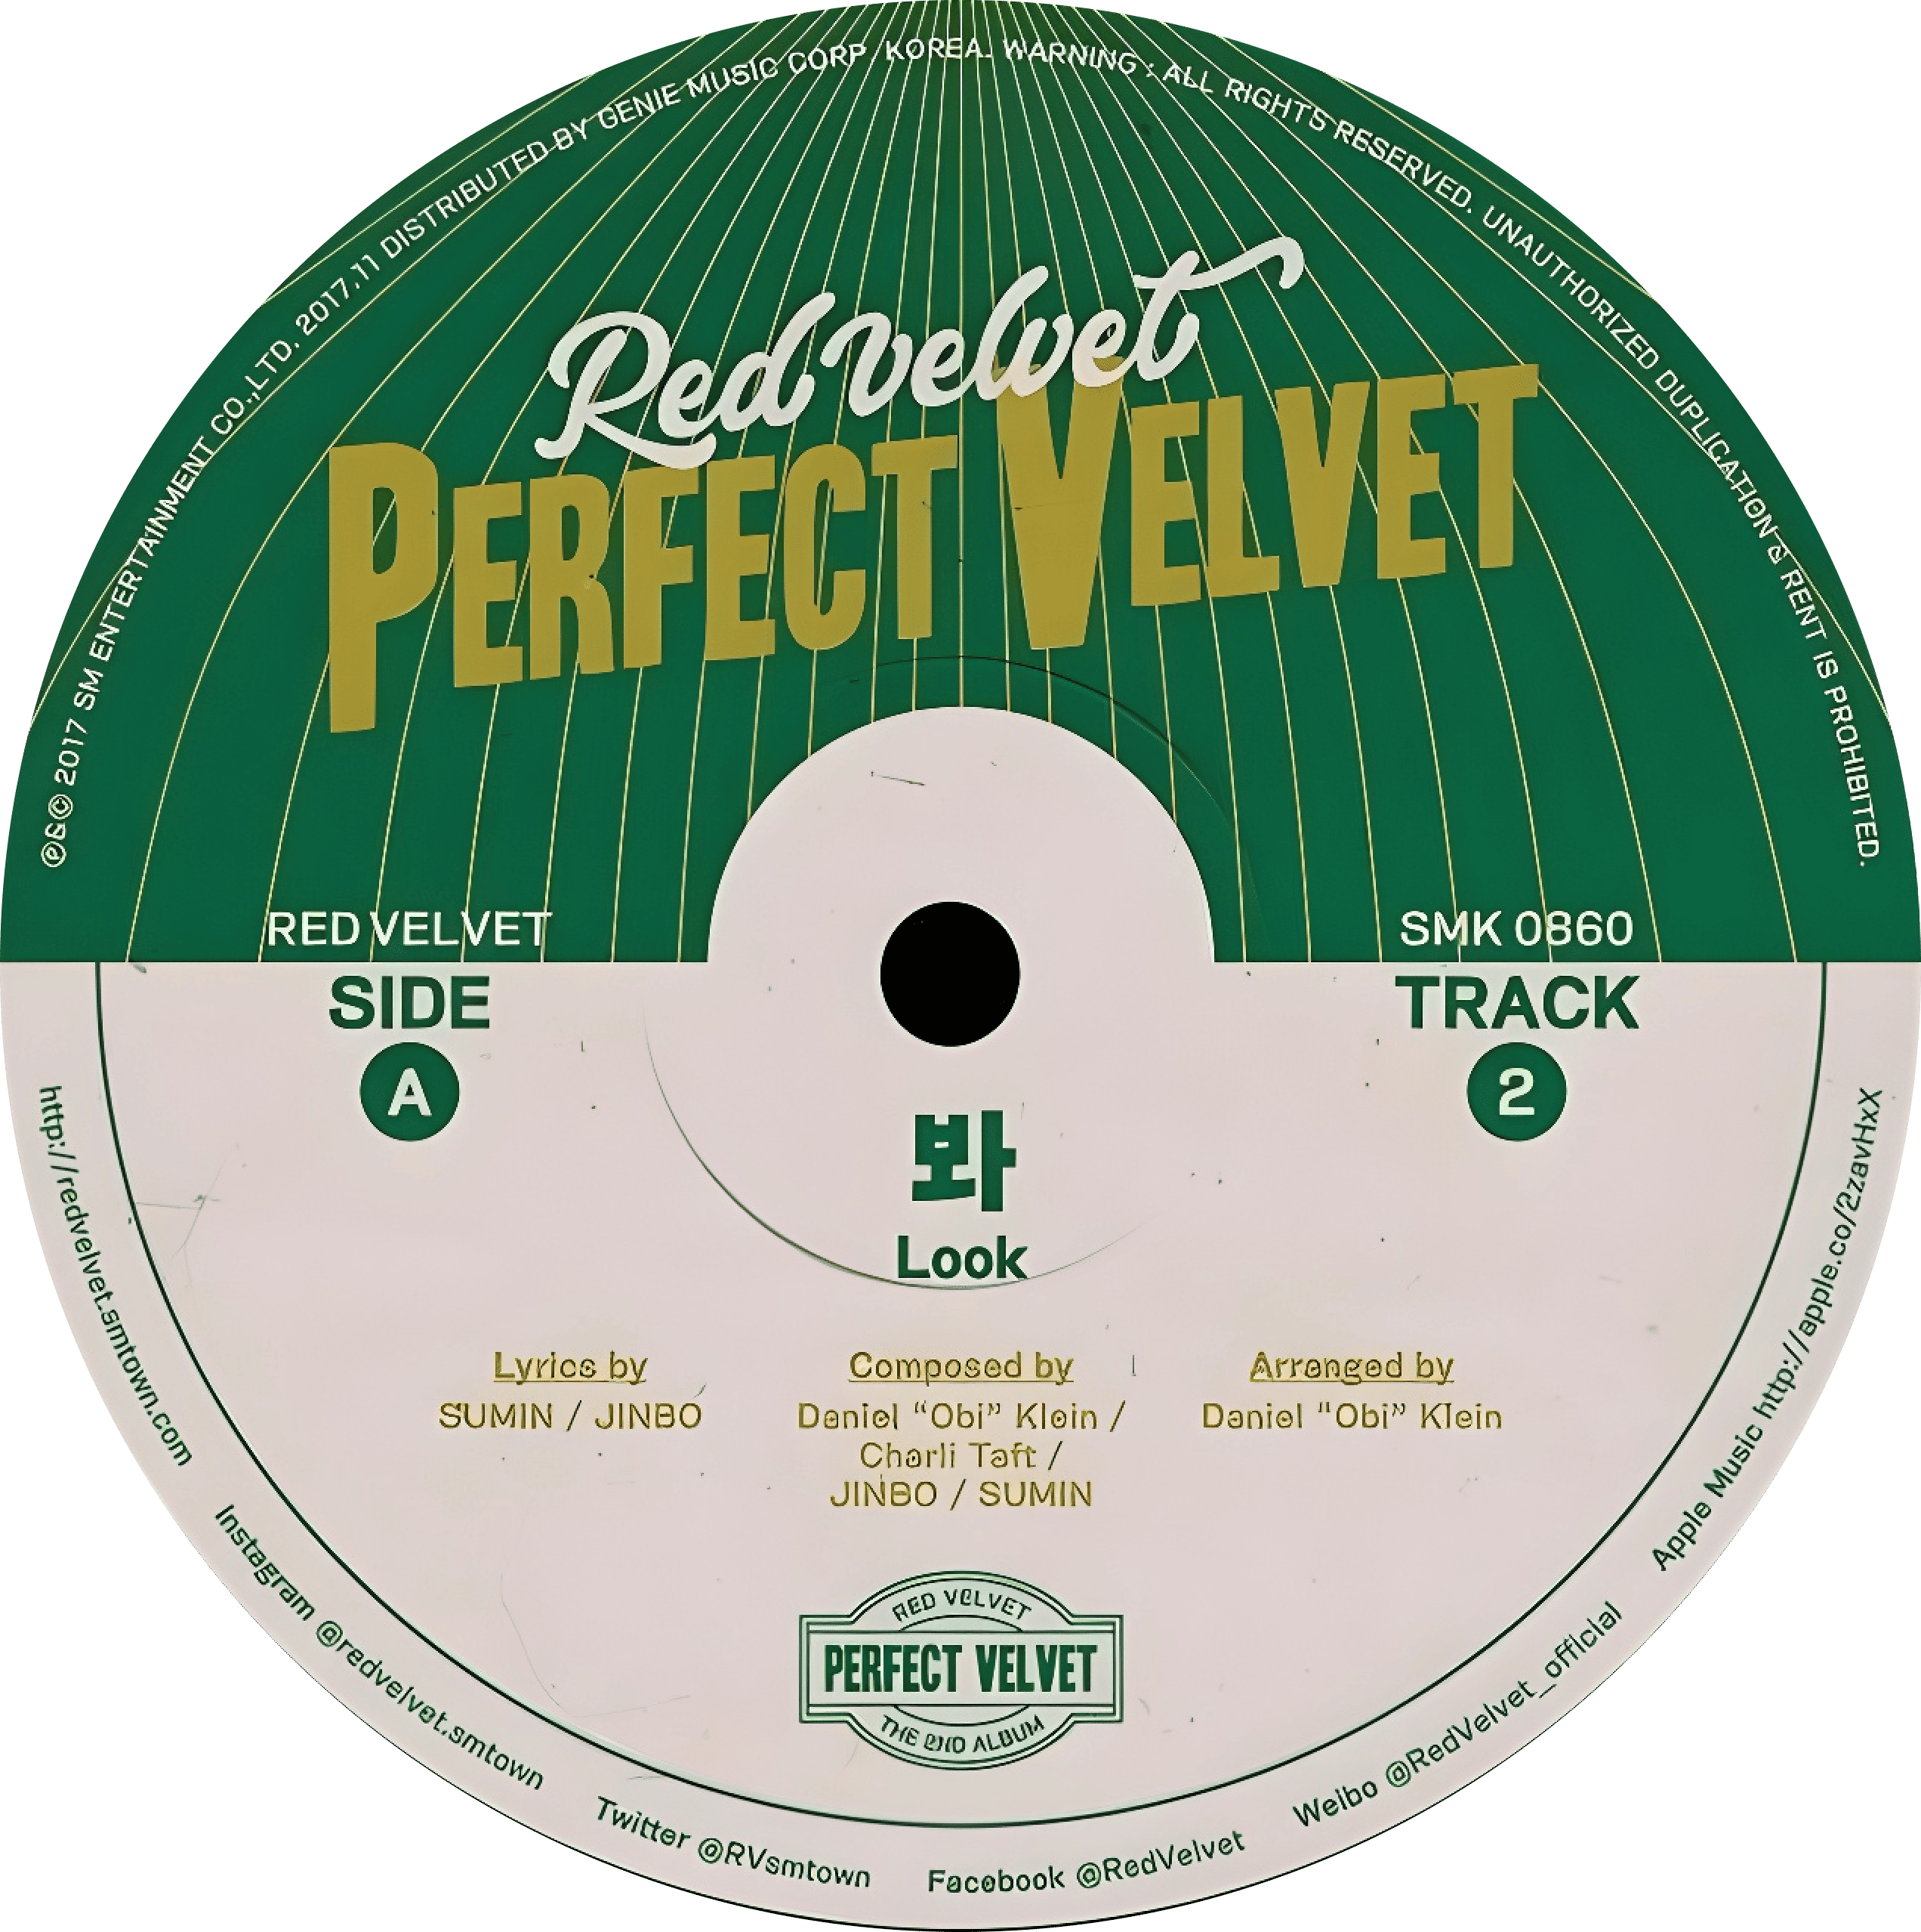 ℗&© 2017 SM ENTERTAINMENT CO.,LTD. 2017.11 DISTRIBUTED BY GENIE MUSIC CORP. KOREA. WARNING : ALL RIGHTS RESERVED. UNAUTHORIZED DUPLICATION & RENT IS PROHIBITED.
Red Velvet
PERFECT VELVET
RED VELVET
SMK 0860
SIDE
A
TRACK
2
봐
Look
Lyrics by
SUMIN / JINBO
Composed by
Daniel “Obi” Klein /
Charli Taft /
JINBO / SUMIN
Arranged by
Daniel “Obi” Klein
RED VELVET
PERFECT VELVET
THE 2ND ALBUM
http://redvelvet.smtown.com
Instagram @redvelvet.smtown
Twitter @RVsmtown
Facebook @RedVelvet
Weibo @RedVelvet_official
Apple Music http://apple.co/2zavHxX